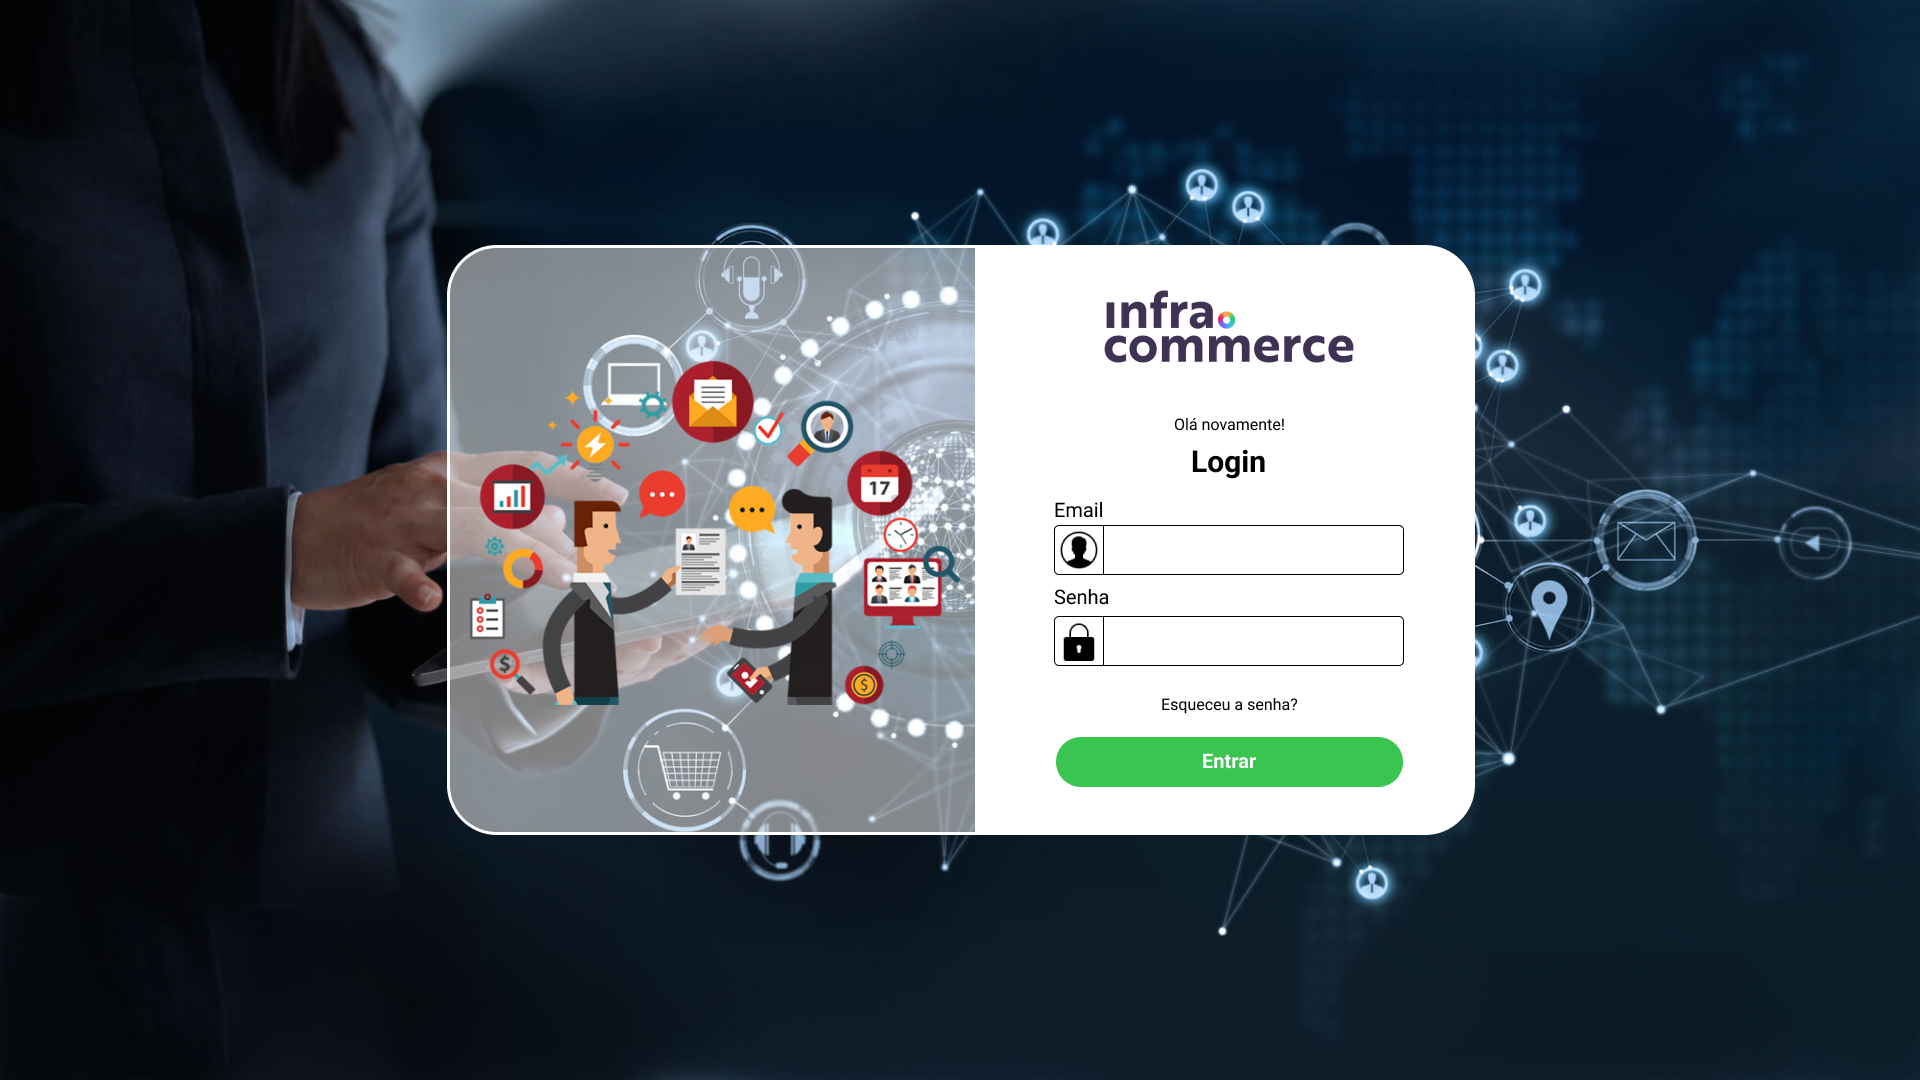 infra.
commerce
Olá novamente!
Login
Email
Senha
Esqueceu a senha?
Entrar
17
$
$